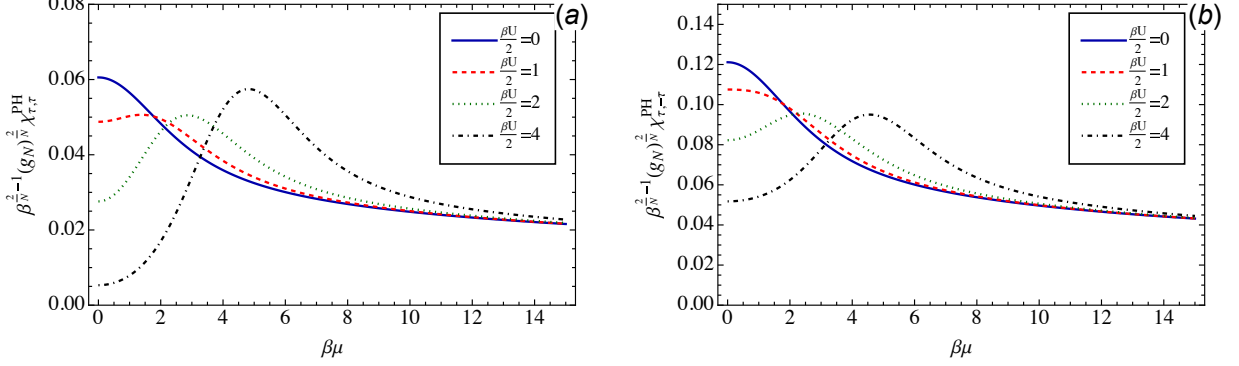 (a)
β^{2/N -1}(g_N)^{2/N} χ^{PH}_{τ,τ}
0.08
0.06
0.04
0.02
0.00
βU/2 =0
βU/2 =1
βU/2 =2
βU/2 =4
0 2 4 6 8 10 12 14
βμ
(b)
β^{2/N -1}(g_N)^{2/N} χ^{PH}_{τ,−τ}
0.15
0.12
0.10
0.08
0.06
0.04
0.02
0.00
βU/2 =0
βU/2 =1
βU/2 =2
βU/2 =4
0 2 4 6 8 10 12 14
βμ